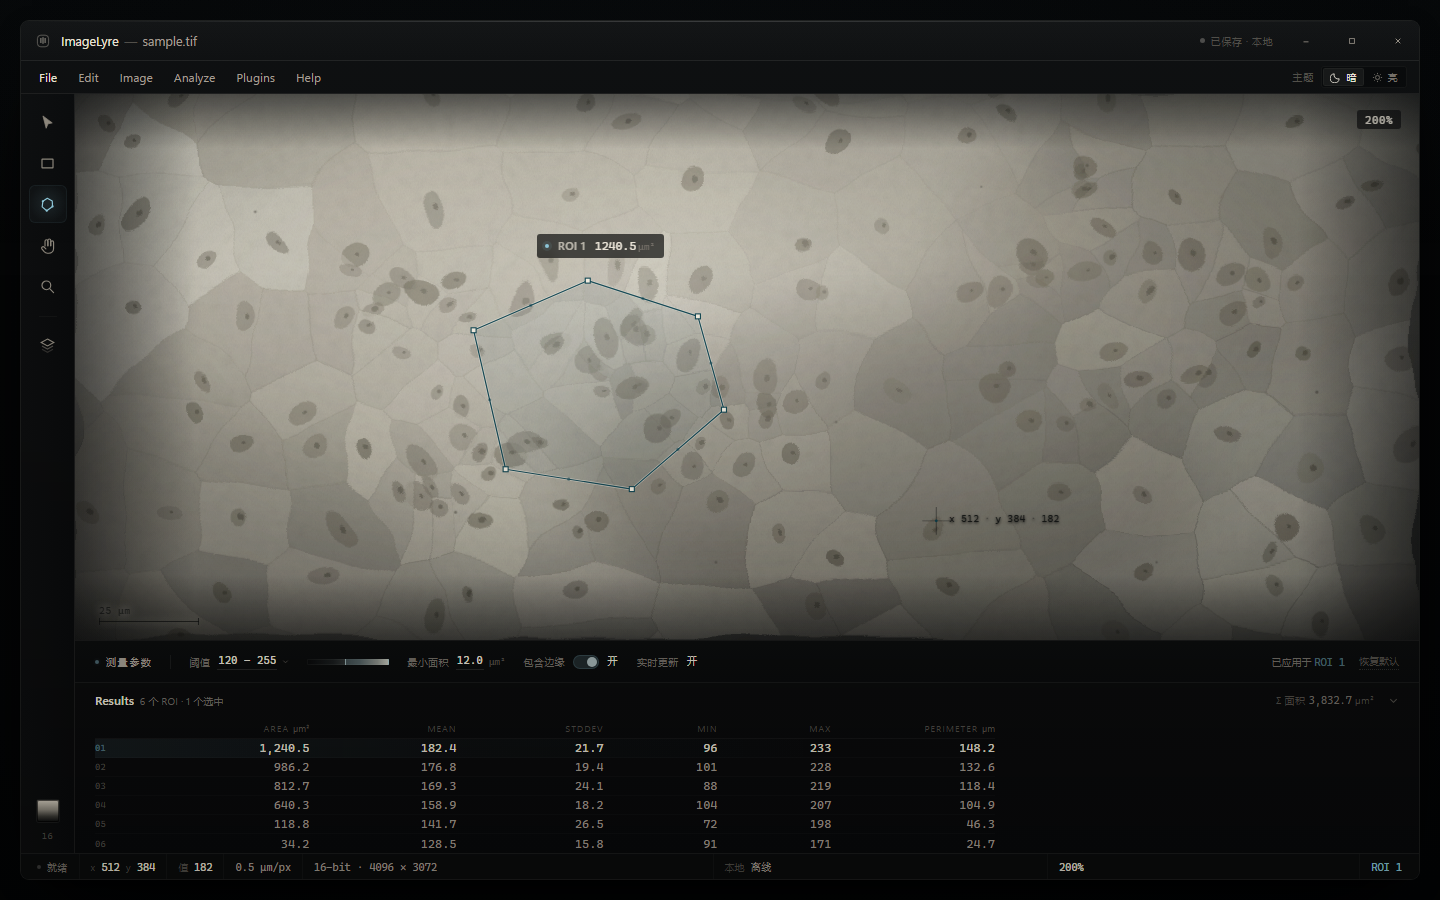 ImageLyre — sample.tif
已保存 · 本地
File Edit Image Analyze Plugins Help
主题 暗 亮
200%
ROI 1 1240.5 μm²
x 512 · y 384 · 182
25 μm
测量参数 阈值 120 — 255 最小面积 12.0 μm² 包含边缘 开 实时更新 开 已应用于 ROI 1 恢复默认
Results 6 个 ROI · 1 个选中 Σ 面积 3,832.7 μm²
AREA μm² MEAN STDDEV MIN MAX PERIMETER μm
01 1,240.5 182.4 21.7 96 233 148.2
02 986.2 176.8 19.4 101 228 132.6
03 812.7 169.3 24.1 88 219 118.4
04 640.3 158.9 18.2 104 207 104.9
05 118.8 141.7 26.5 72 198 46.3
06 34.2 128.5 15.8 91 171 24.7
16
就绪 x 512 y 384 值 182 0.5 μm/px 16-bit · 4096 × 3072 本地 离线 200% ROI 1